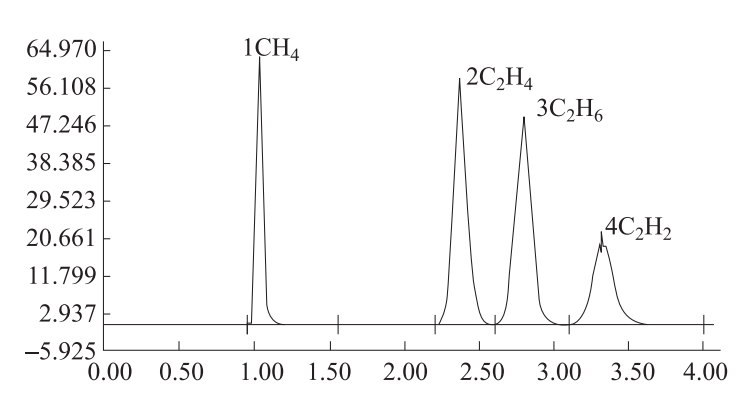 64.970
1CH₄
56.108
2C₂H₄
47.246
3C₂H₆
38.385
29.523
20.661
4C₂H₂
11.799
2.937
−5.925
0.00 0.50 1.00 1.50 2.00 2.50 3.00 3.50 4.00